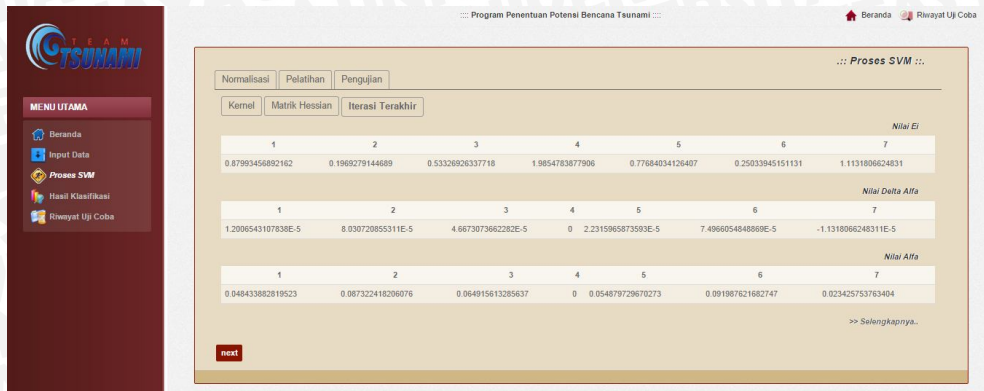 :::: Program Penentuan Potensi Bencana Tsunami ::::
Beranda Riwayat Uji Coba
TEAM
TSUNAMI
.:: Proses SVM ::.
Normalisasi Pelatihan Pengujian
Kernel Matrik Hessian Iterasi Terakhir
MENU UTAMA
Beranda
Input Data
Proses SVM
Hasil Klasifikasi
Riwayat Uji Coba
Nilai Ei
1 2 3 4 5 6 7
0.87993456892162 0.1969279144689 0.53326926337718 1.9854783877906 0.77684034126407 0.25033945151131 1.1131806624831
Nilai Delta Alfa
1 2 3 4 5 6 7
1.2006543107838E-5 8.030720855311E-5 4.6673073662282E-5 0 2.2315965873593E-5 7.4966054848869E-5 -1.1318066248311E-5
Nilai Alfa
1 2 3 4 5 6 7
0.048433882819523 0.087322418206076 0.064915613285637 0 0.054879729670273 0.091987621682747 0.023425753763404
>> Selengkapnya..
next